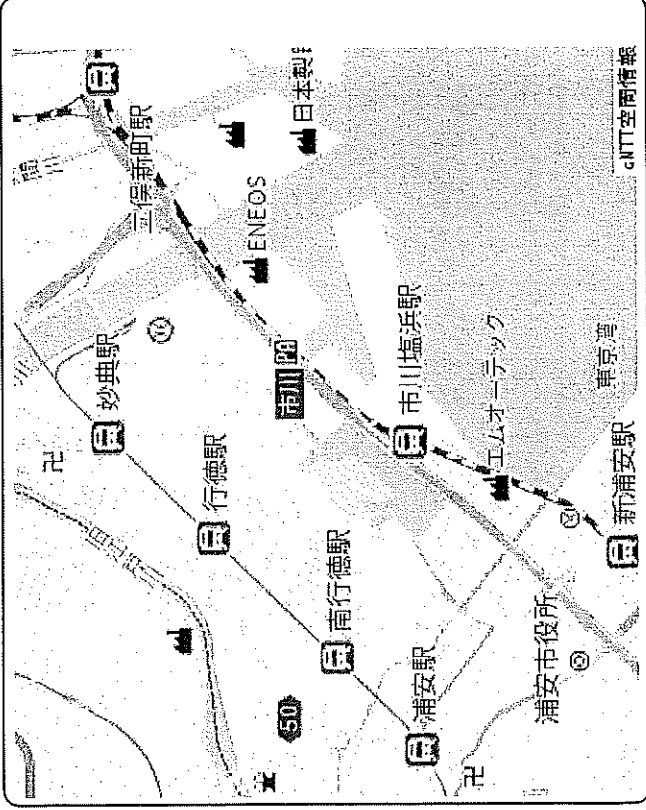 二俣新町駅
日本製
ENEOS
妙典駅
市川
市川塩浜駅
行徳駅
エムオーテック
東京湾
南行徳駅
新浦安駅
50
浦安駅
浦安市役所
NTT空間情報